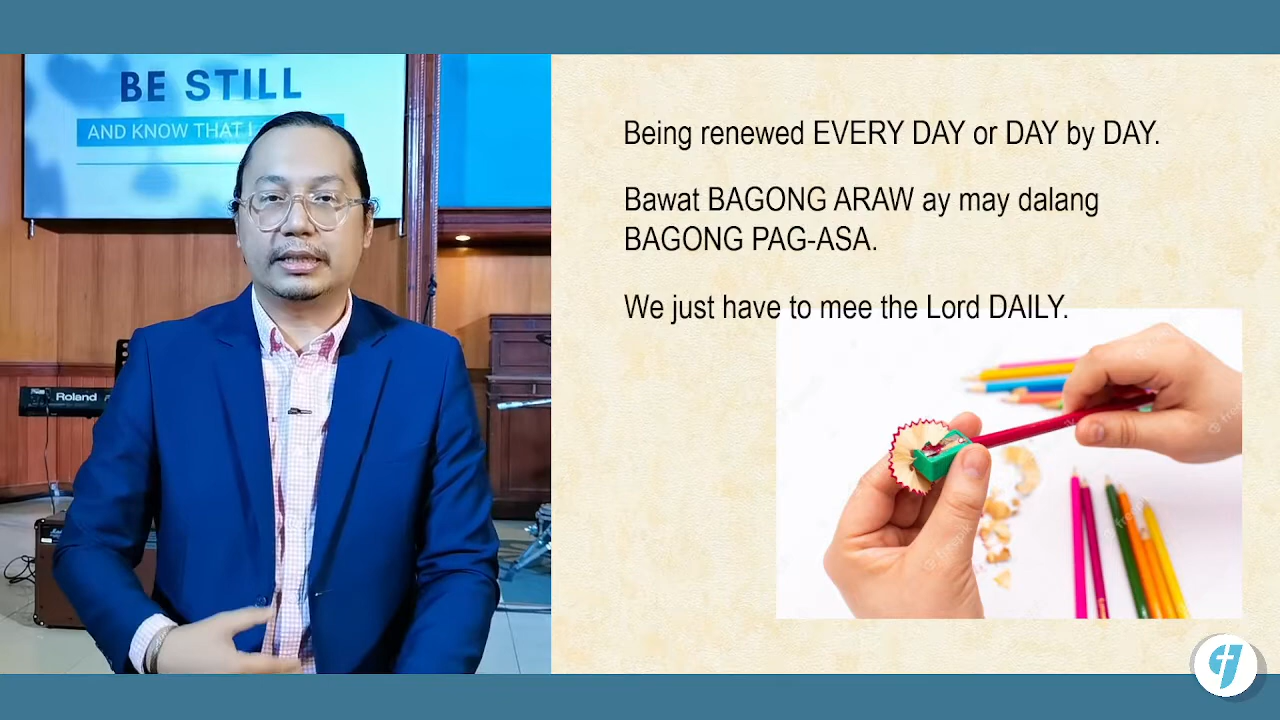 BE STILL
AND KNOW THAT I
Roland
Being renewed EVERY DAY or DAY by DAY.
Bawat BAGONG ARAW ay may dalang
BAGONG PAG-ASA.
We just have to mee the Lord DAILY.